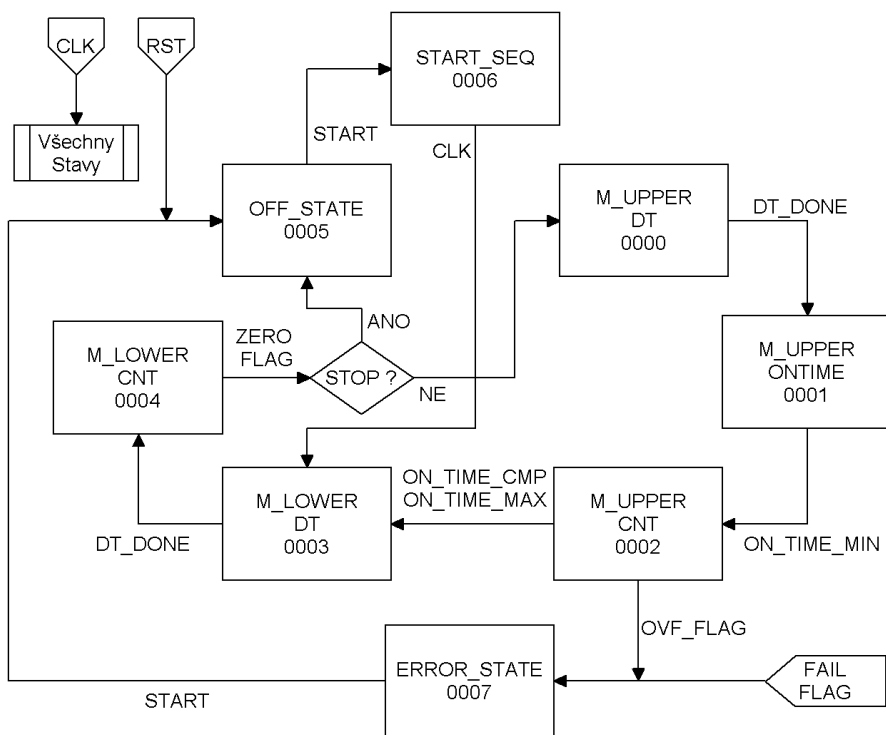 CLK
RST
START_SEQ
0006
Všechny
Stavy
START
CLK
OFF_STATE
0005
M_UPPER
DT
0000
DT_DONE
ANO
ZERO
FLAG
M_LOWER
CNT
0004
STOP ?
NE
M_UPPER
ONTIME
0001
ON_TIME_CMP
ON_TIME_MAX
M_LOWER
DT
0003
M_UPPER
CNT
0002
DT_DONE
ON_TIME_MIN
OVF_FLAG
ERROR_STATE
0007
FAIL
FLAG
START